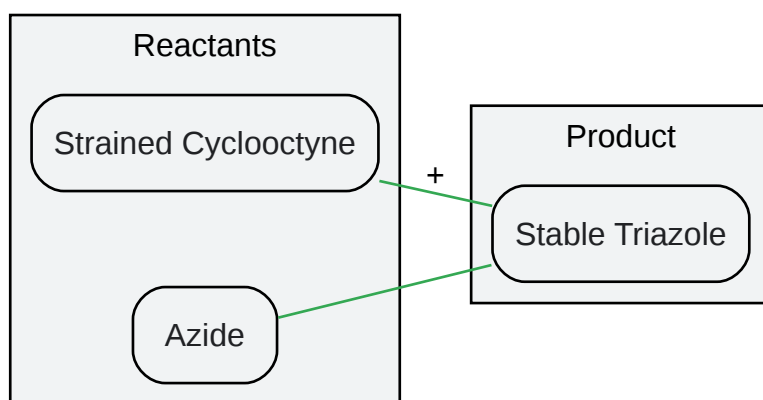 Reactants
Strained Cyclooctyne
+
Product
Stable Triazole
Azide